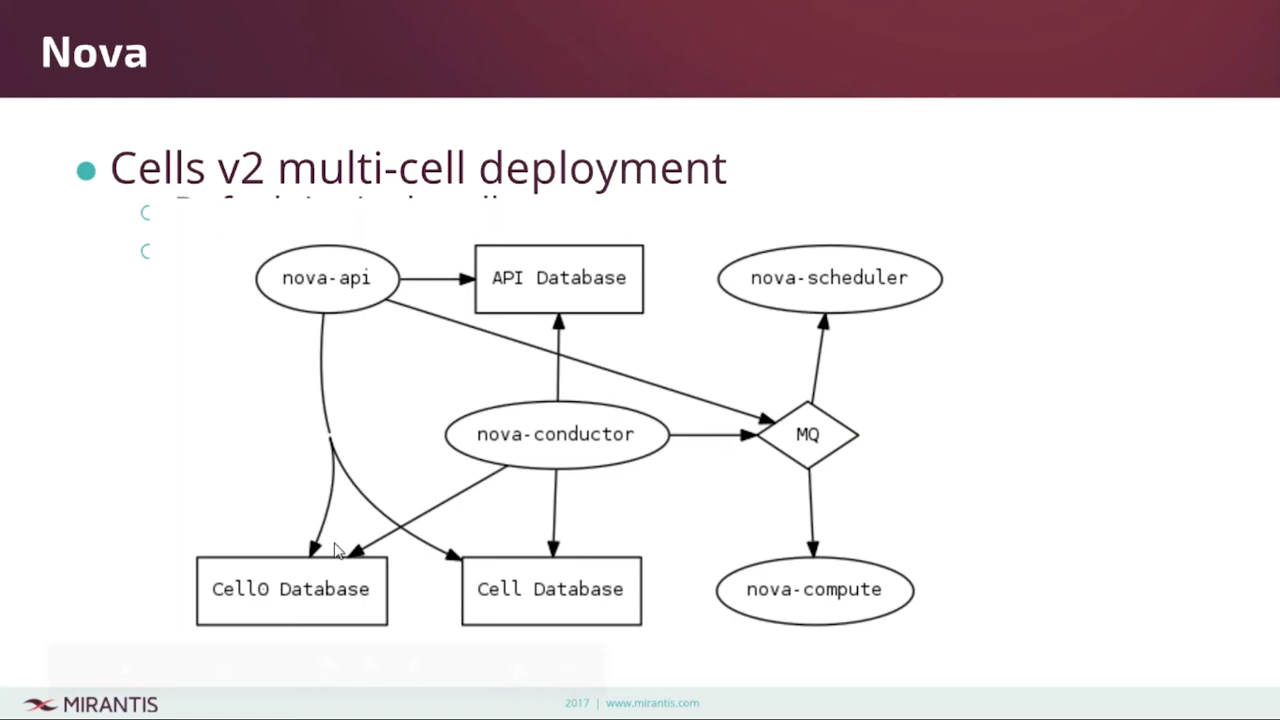 Nova
Cells v2 multi-cell deployment
nova-api
API Database
nova-scheduler
nova-conductor
MQ
Cell0 Database
Cell Database
nova-compute
MIRANTIS
2017 | www.mirantis.com